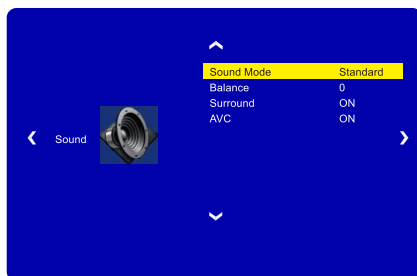 Sound Mode Standard
Balance 0
Surround ON
AVC ON
Sound